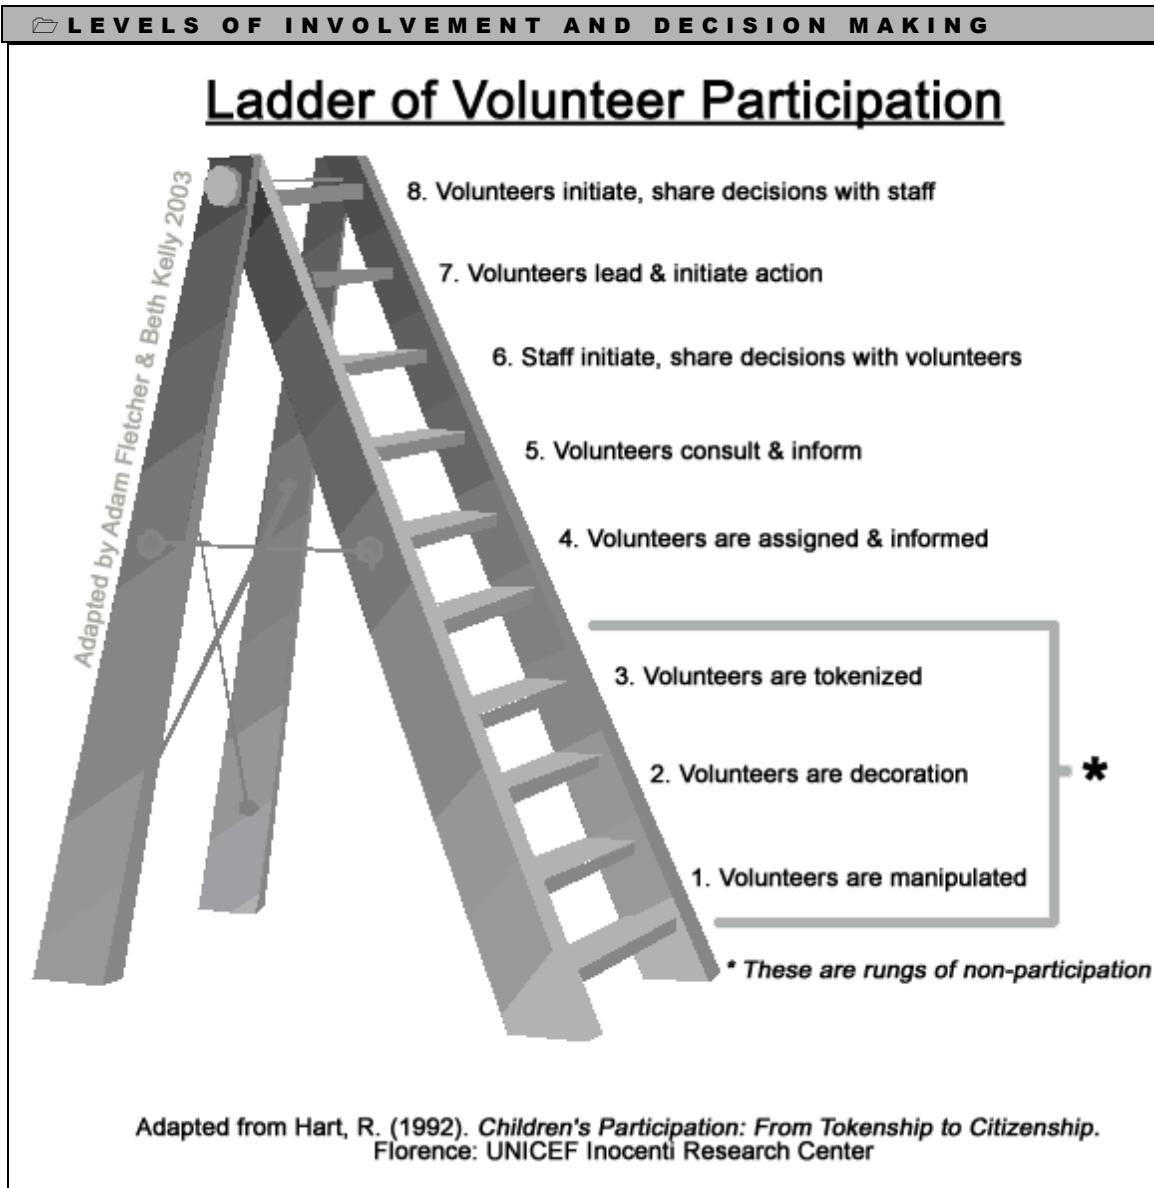 LEVELS OF INVOLVEMENT AND DECISION MAKING
Ladder of Volunteer Participation
Adapted by Adam Fletcher & Beth Kelly 2003
8. Volunteers initiate, share decisions with staff
7. Volunteers lead & initiate action
6. Staff initiate, share decisions with volunteers
5. Volunteers consult & inform
4. Volunteers are assigned & informed
3. Volunteers are tokenized
2. Volunteers are decoration
*
1. Volunteers are manipulated
* These are rungs of non-participation
Adapted from Hart, R. (1992). Children's Participation: From Tokenship to Citizenship.
Florence: UNICEF Inocenti Research Center